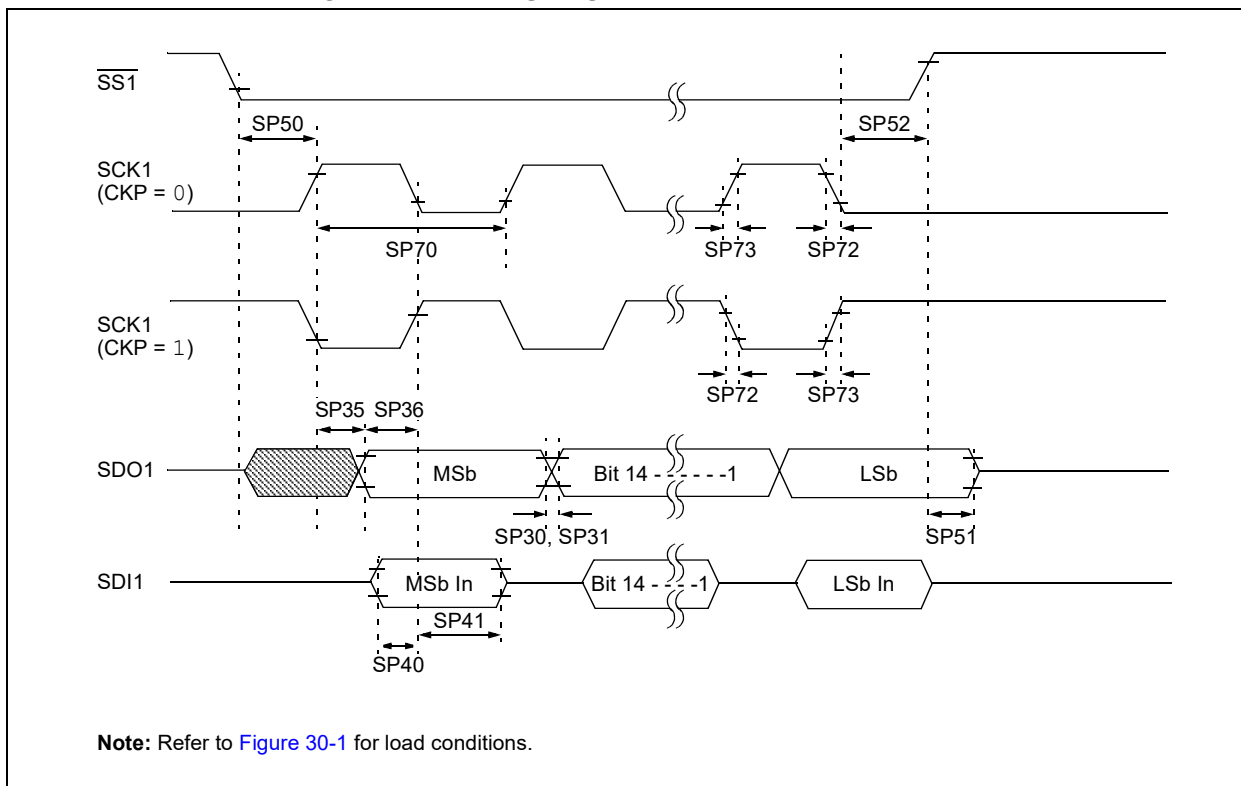 SS1
SP50
SP52
SCK1
(CKP = 0)
SP70
SP73
SP72
SCK1
(CKP = 1)
SP72
SP73
SP35
SP36
SDO1
MSb
Bit 14 - - - - - -1
LSb
SP30, SP31
SP51
SDI1
MSb In
Bit 14 - - - -1
LSb In
SP41
SP40
Note: Refer to Figure 30-1 for load conditions.